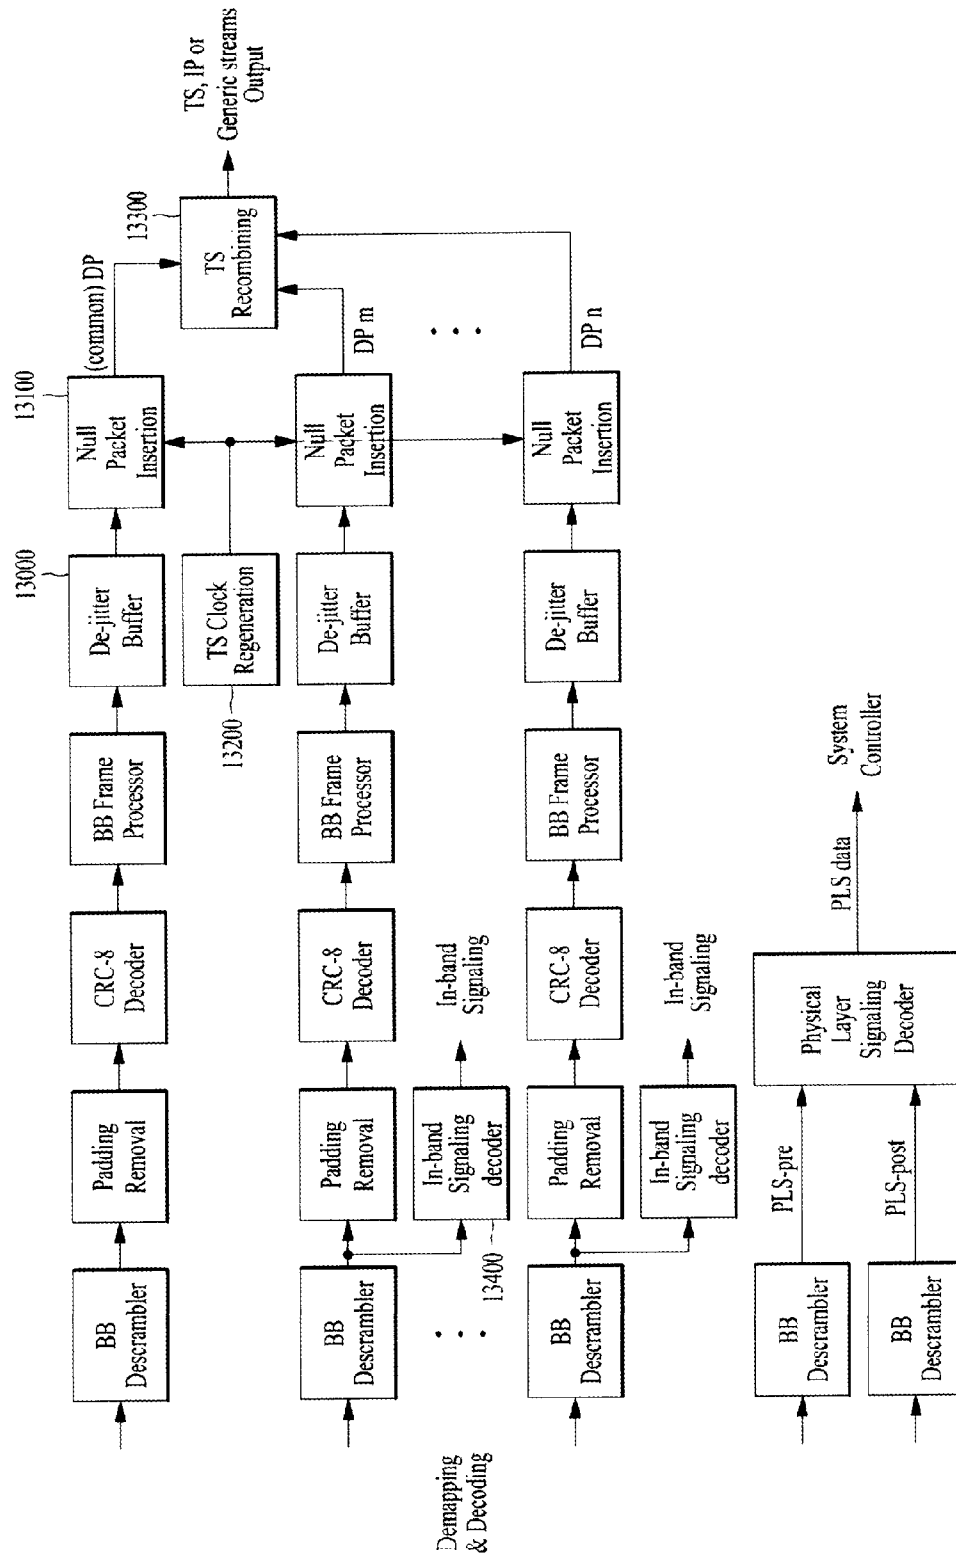 BB
Descrambler
Padding
Removal
CRC-8
Decoder
BB Frame
Processor
De-jitter
Buffer
13000
Null
Packet
Insertion
13100
(common) DP
TS Clock
Regeneration
13200
TS
Recombining
13300
TS, IP or
Generic streams
Output
BB
Descrambler
Padding
Removal
CRC-8
Decoder
BB Frame
Processor
De-jitter
Buffer
Null
Packet
Insertion
DP m
In-band
Signaling
decoder
13400
In-band
Signaling
Demapping
& Decoding
BB
Descrambler
Padding
Removal
CRC-8
Decoder
BB Frame
Processor
De-jitter
Buffer
Null
Packet
Insertion
DP n
In-band
Signaling
decoder
In-band
Signaling
BB
Descrambler
PLS-pre
BB
Descrambler
PLS-post
Physical
Layer
Signaling
Decoder
PLS data
System
Controller